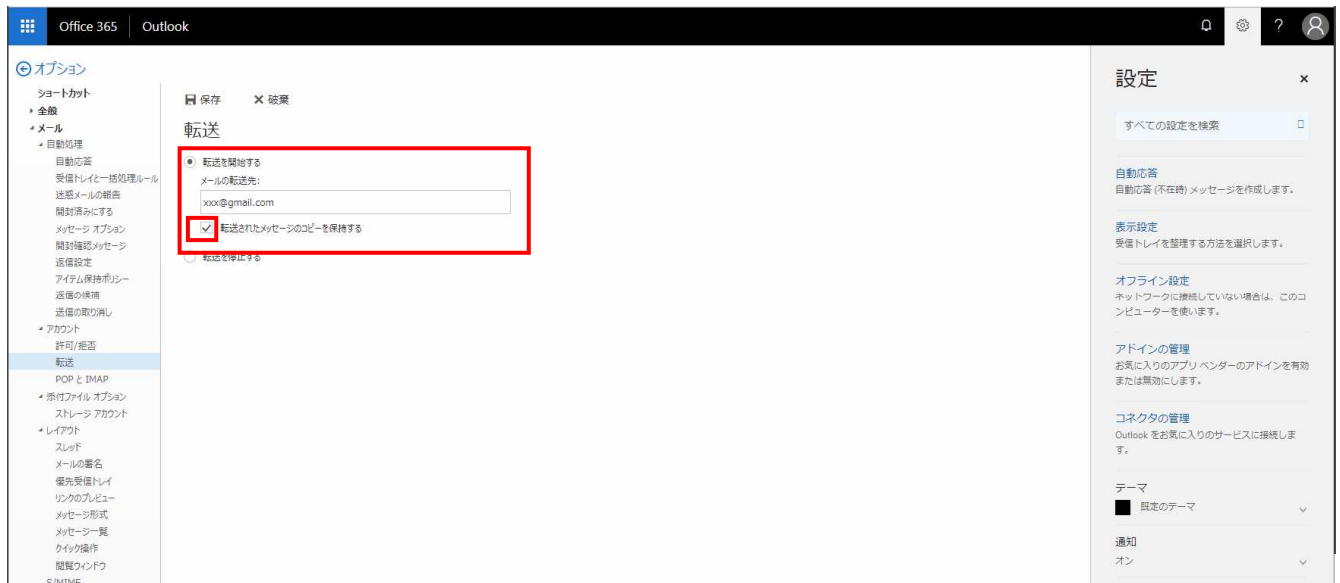 Office 365 Outlook
?
オプション
ショートカット
全般
メール
自動処理
自動応答
受信トレイと一括処理ルール
迷惑メールの報告
開封済みにする
メッセージ オプション
開封確認メッセージ
返信設定
アイテム保持ポリシー
返信の候補
送信の取り消し
アカウント
許可/拒否
転送
POP と IMAP
添付ファイル オプション
ストレージ アカウント
レイアウト
スレッド
メールの署名
優先受信トレイ
リンクのプレビュー
メッセージ形式
メッセージ一覧
クイック操作
閲覧ウィンドウ
S/MIME
保存 破棄
転送
転送を開始する
メールの転送先:
xxx@gmail.com
転送されたメッセージのコピーを保持する
転送を停止する
設定
すべての設定を検索
自動応答
自動応答 (不在時) メッセージを作成します。
表示設定
受信トレイを整理する方法を選択します。
オフライン設定
ネットワークに接続していない場合は、このコ
ンピューターを使います。
アドインの管理
お気に入りのアプリ ベンダーのアドインを有効
または無効にします。
コネクタの管理
Outlook をお気に入りのサービスに接続しま
す。
テーマ
既定のテーマ
通知
オン